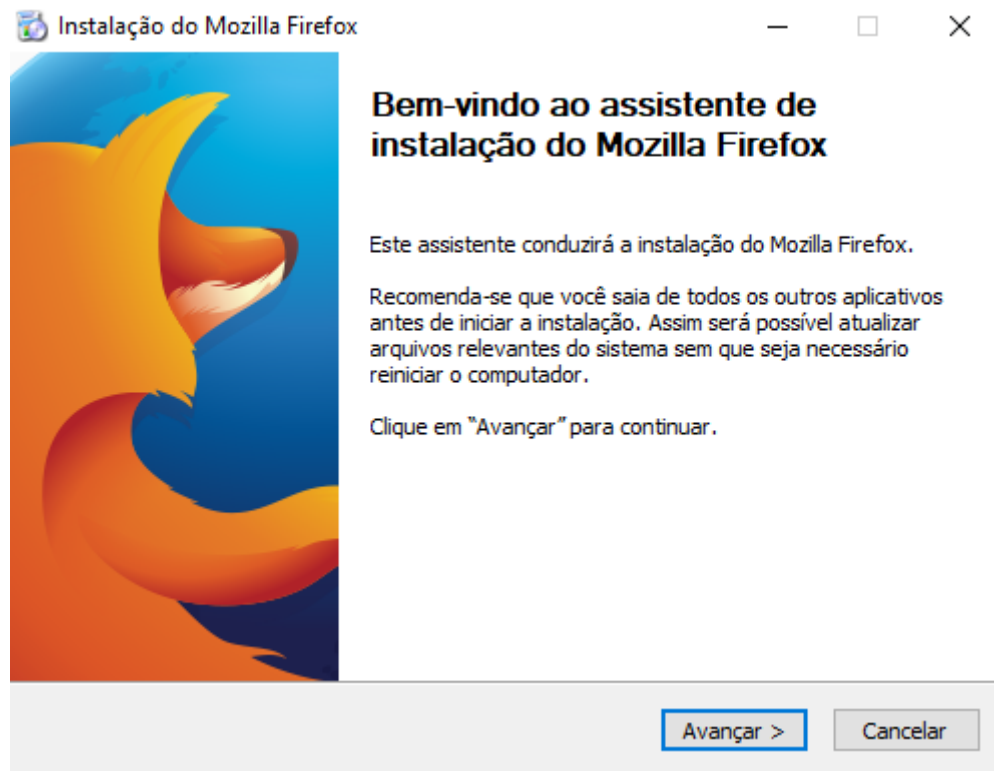 Instalação do Mozilla Firefox
Bem-vindo ao assistente de
instalação do Mozilla Firefox
Este assistente conduzirá a instalação do Mozilla Firefox.
Recomenda-se que você saia de todos os outros aplicativos
antes de iniciar a instalação. Assim será possível atualizar
arquivos relevantes do sistema sem que seja necessário
reiniciar o computador.
Clique em “Avançar” para continuar.
Avançar > Cancelar